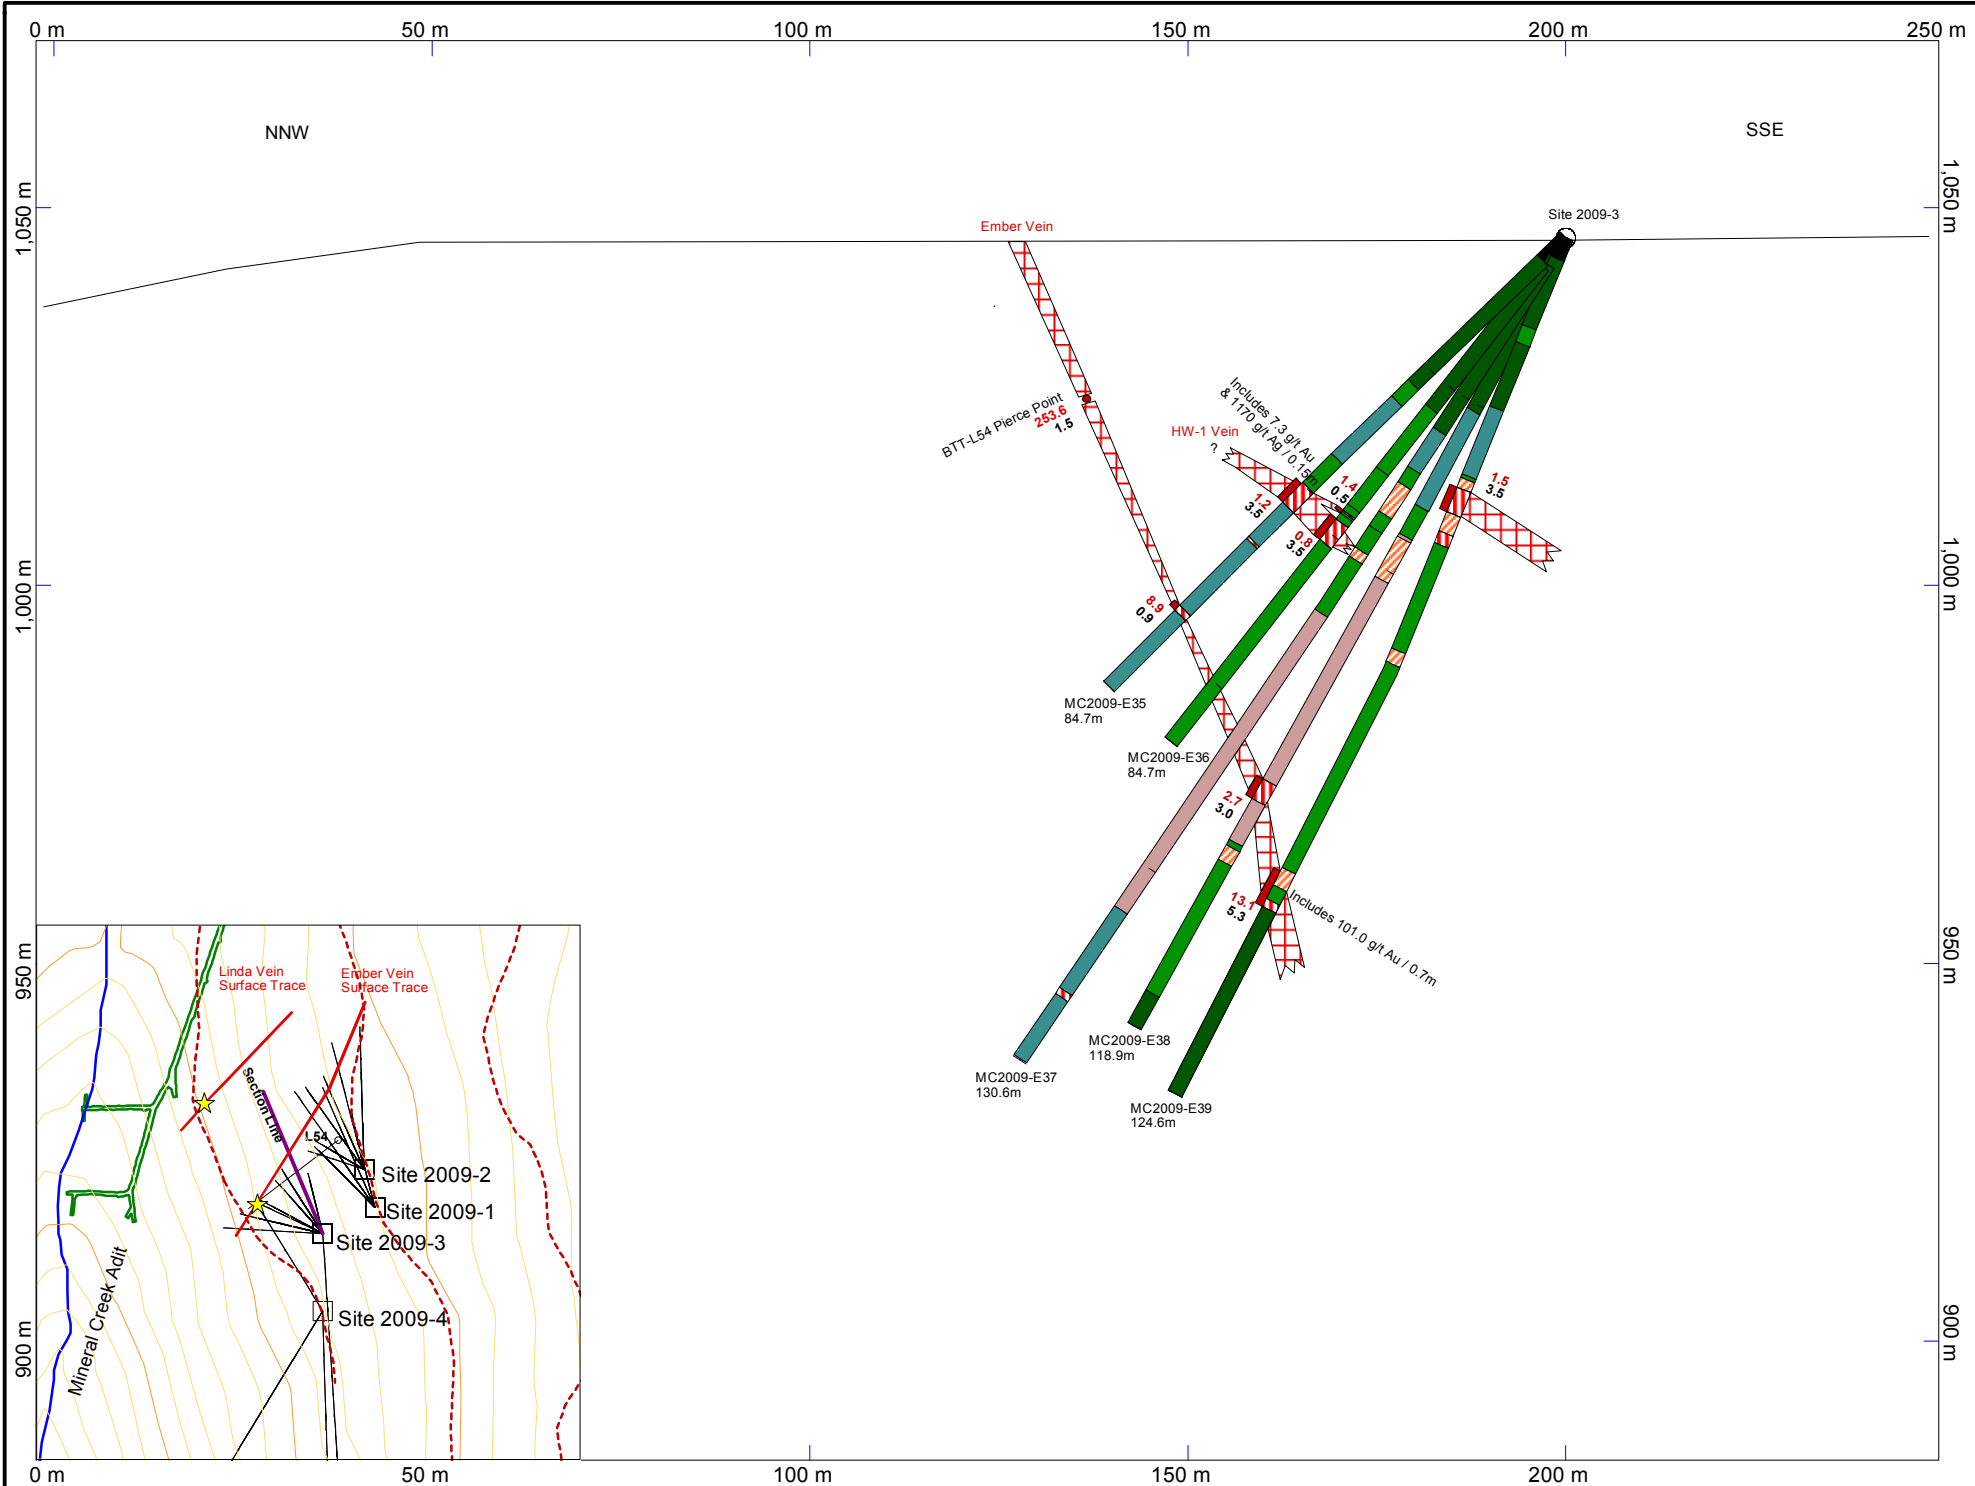 0 m
50 m
100 m
150 m
200 m
250 m
NNW
SSE
1,050 m
1,050 m
Site 2009-3
Ember Vein
BTT-L54 Pierce Point
253.6
1.5
Includes 7.3 g/t Au
& 1170 g/t Ag / 0.15m
HW-1 Vein
?
1.4
0.5
1.2
3.5
0.8
3.5
1.5
3.5
1,000 m
1,000 m
8.9
0.9
MC2009-E35
84.7m
MC2009-E36
84.7m
2.7
3.0
13.1
5.3
Includes 101.0 g/t Au / 0.7m
950 m
950 m
MC2009-E38
118.9m
MC2009-E37
130.6m
MC2009-E39
124.6m
Linda Vein
Surface Trace
Ember Vein
Surface Trace
Section Line
L54
Site 2009-2
Site 2009-1
Site 2009-3
Site 2009-4
Mineral Creek Adit
900 m
900 m
0 m
50 m
100 m
150 m
200 m